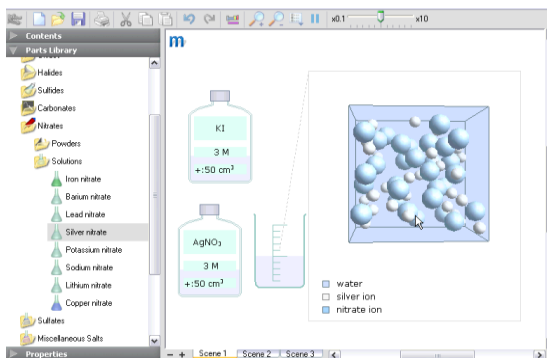 x0.1 x10
Contents
Parts Library
Halides
Sulfides
Carbonates
Nitrates
Powders
Solutions
Iron nitrate
Barium nitrate
Lead nitrate
Silver nitrate
Potassium nitrate
Sodium nitrate
Lithium nitrate
Copper nitrate
Sulfates
Miscellaneous Salts
Properties
m
KI
3 M
+:50 cm³
AgNO₃
3 M
+:50 cm³
water
silver ion
nitrate ion
Scene 1 Scene 2 Scene 3